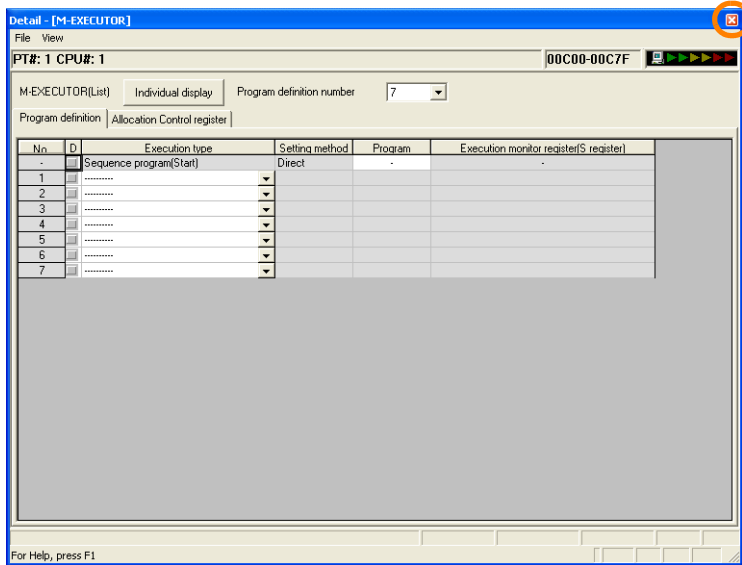 Detail - [M-EXECUTOR]
File View
PT#: 1 CPU#: 1 00C00-00C7F
M-EXECUTOR(List) Individual display Program definition number 7
Program definition Allocation Control register
No D Execution type Setting method Program Execution monitor register(S register)
- Sequence program(Start) Direct - -
1 ----------
2 ----------
3 ----------
4 ----------
5 ----------
6 ----------
7 ----------
For Help, press F1